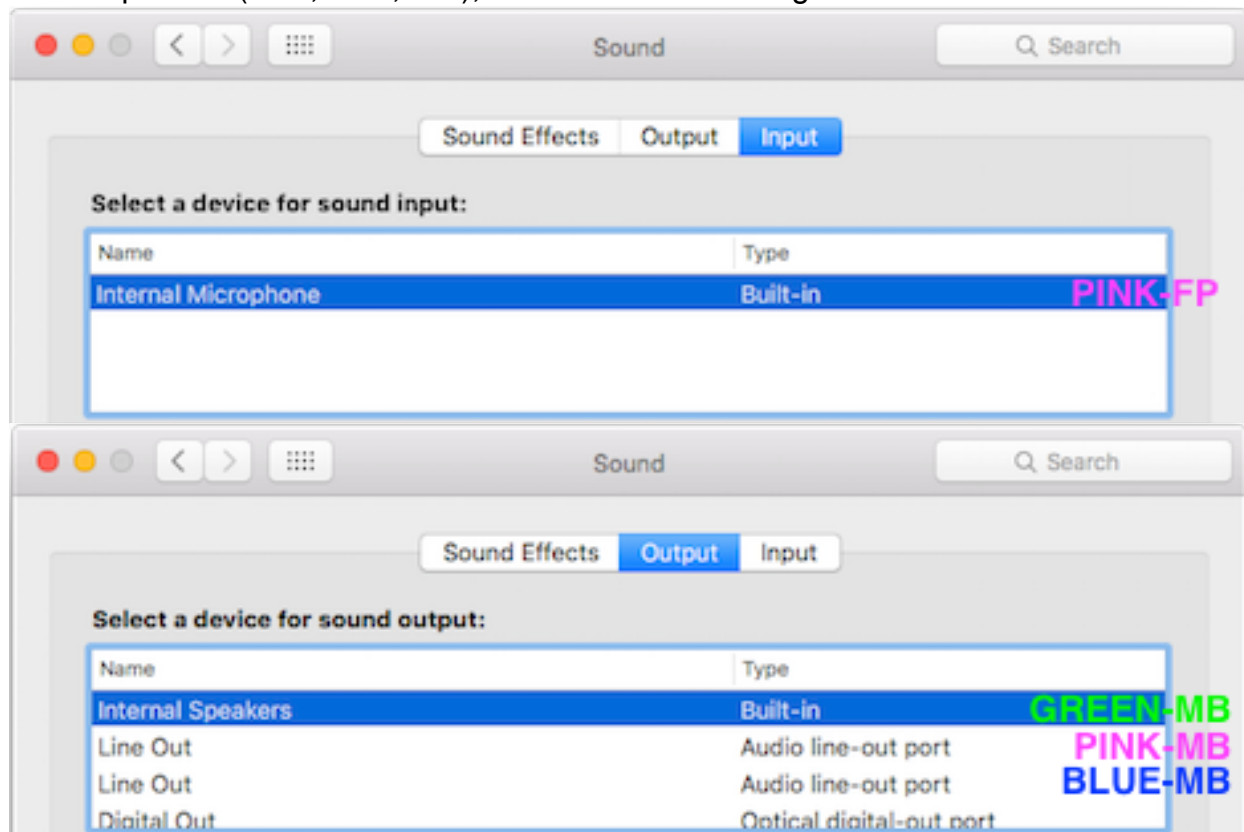 Sound
Search
Sound Effects Output Input
Select a device for sound input:
Name Type
Internal Microphone Built-in PINK-FP
Sound
Search
Sound Effects Output Input
Select a device for sound output:
Name Type
Internal Speakers Built-in GREEN-MB
Line Out Audio line-out port PINK-MB
Line Out Audio line-out port BLUE-MB
Digital Out Optical digital-out port